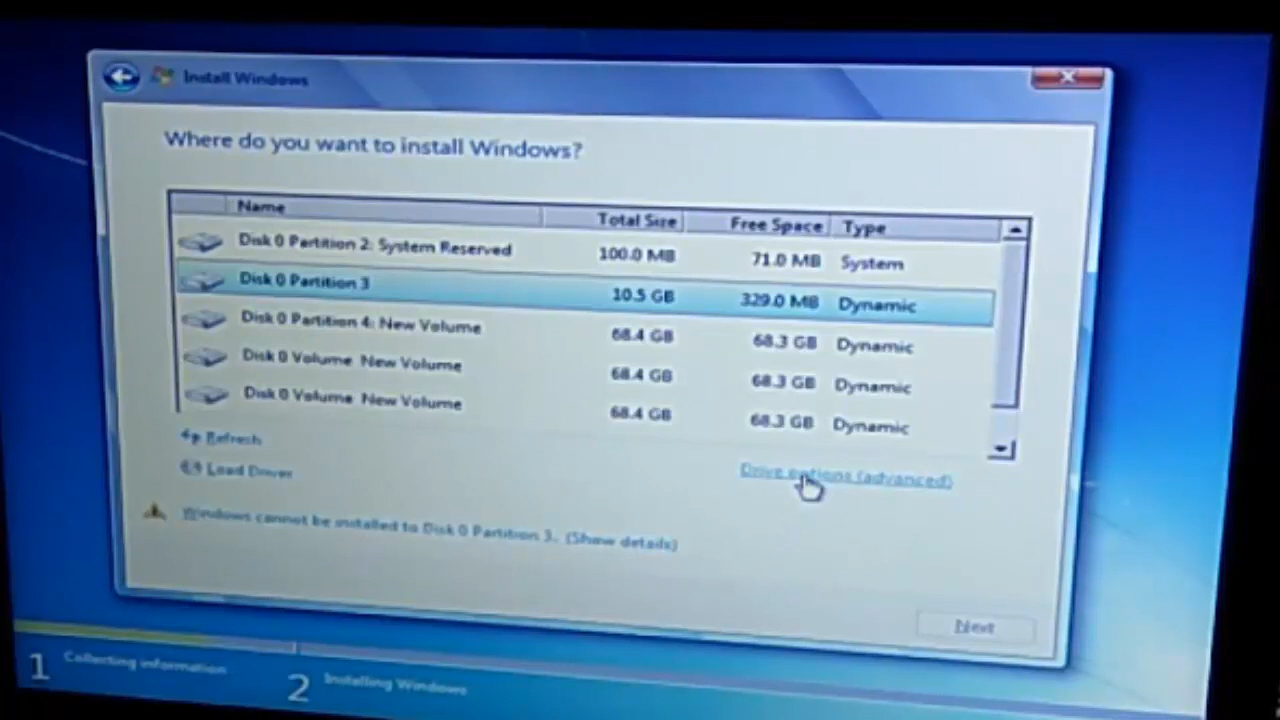 Install Windows
Where do you want to install Windows?
Name Total Size Free Space Type
Disk 0 Partition 2: System Reserved 100.0 MB 71.0 MB System
Disk 0 Partition 3 10.5 GB 329.0 MB Dynamic
Disk 0 Partition 4: New Volume 68.4 GB 68.3 GB Dynamic
Disk 0 Volume New Volume 68.4 GB 68.3 GB Dynamic
Disk 0 Volume New Volume 68.4 GB 68.3 GB Dynamic
Refresh
Load Driver Drive options (advanced)
Windows cannot be installed to Disk 0 Partition 3. (Show details)
Next
1 Collecting information
2 Installing Windows